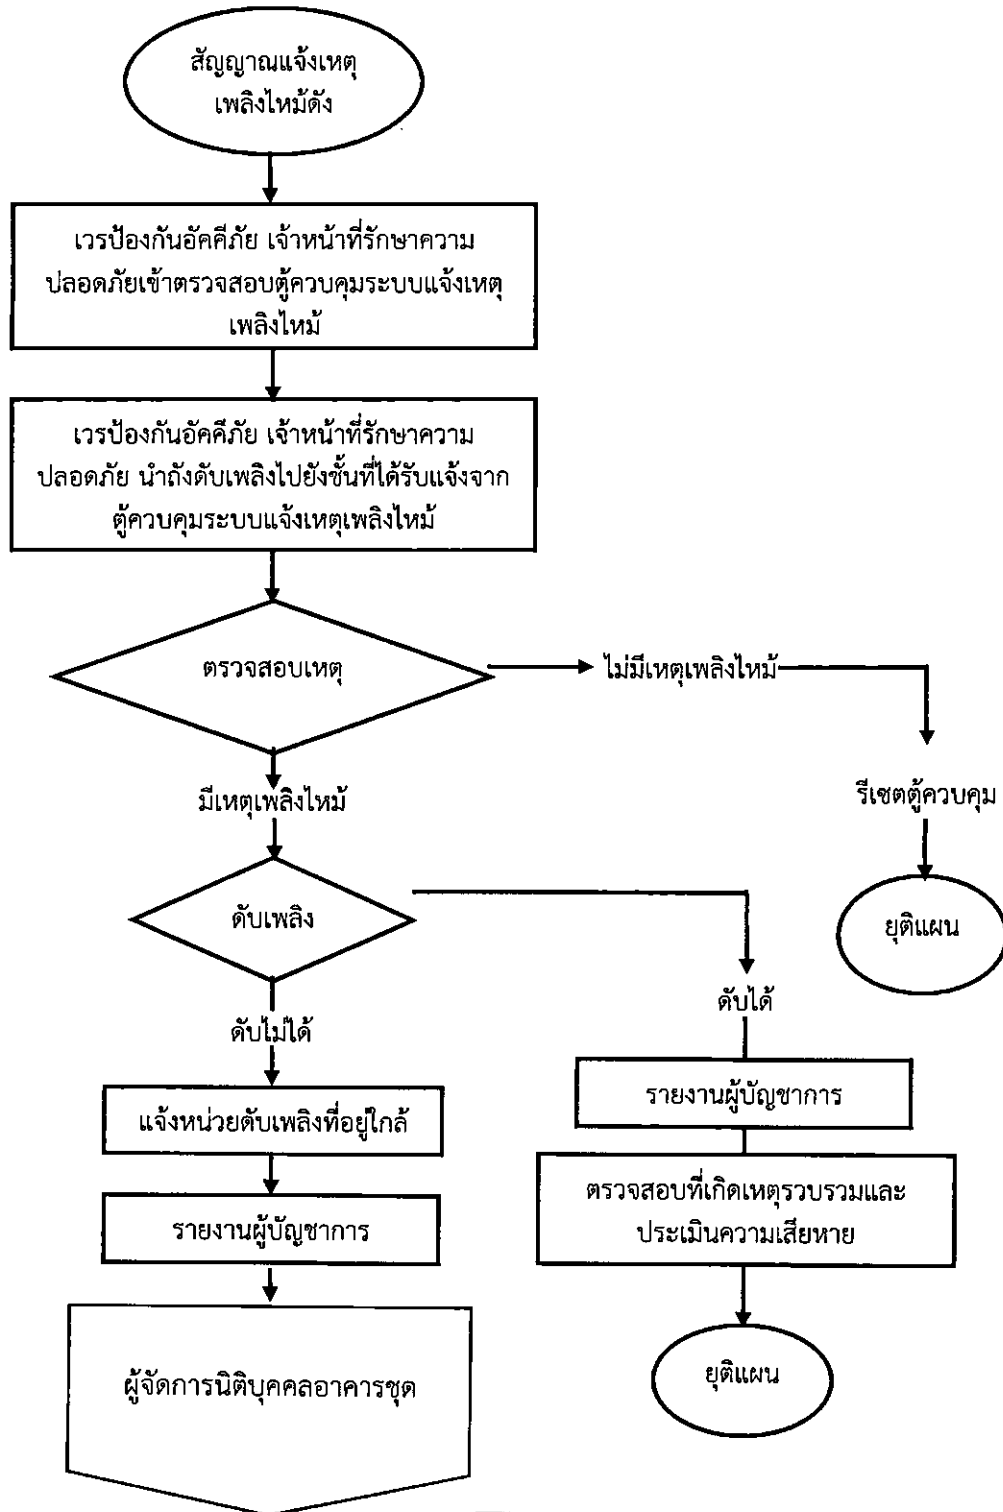 สัญญาณแจ้งเหตุ
เพลิงไหม้ดัง
เวรป้องกันอัคคีภัย เจ้าหน้าที่รักษาความ
ปลอดภัยเข้าตรวจสอบตู้ควบคุมระบบแจ้งเหตุ
เพลิงไหม้
เวรป้องกันอัคคีภัย เจ้าหน้าที่รักษาความ
ปลอดภัย นำถังดับเพลิงไปยังชั้นที่ได้รับแจ้งจาก
ตู้ควบคุมระบบแจ้งเหตุเพลิงไหม้
ตรวจสอบเหตุ
ไม่มีเหตุเพลิงไหม้
มีเหตุเพลิงไหม้
รีเซตตู้ควบคุม
ดับเพลิง
ยุติแผน
ดับไม่ได้
ดับได้
แจ้งหน่วยดับเพลิงที่อยู่ใกล้
รายงานผู้บัญชาการ
รายงานผู้บัญชาการ
ตรวจสอบที่เกิดเหตุรวบรวมและ
ประเมินความเสียหาย
ผู้จัดการนิติบุคคลอาคารชุด
ยุติแผน